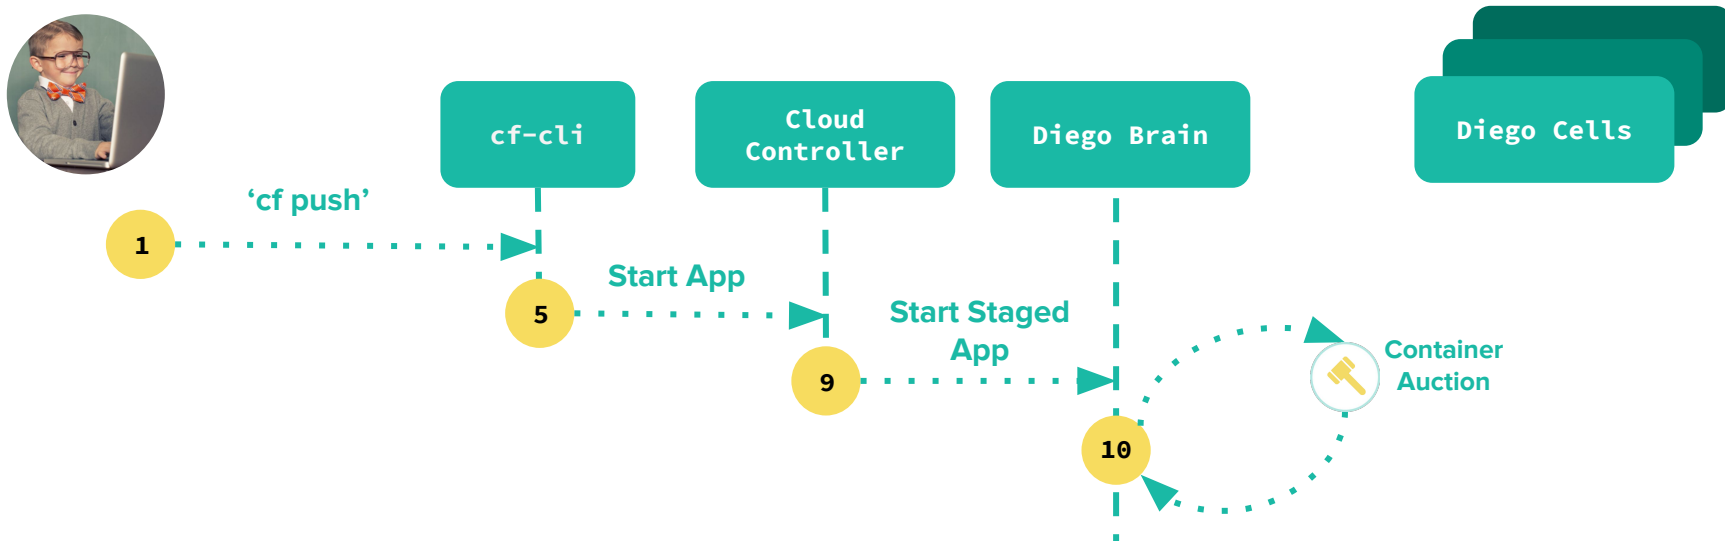 cf-cli
Cloud
Controller
Diego Brain
Diego Cells
‘cf push’
1
Start App
5
Start Staged
App
9
Container
Auction
10